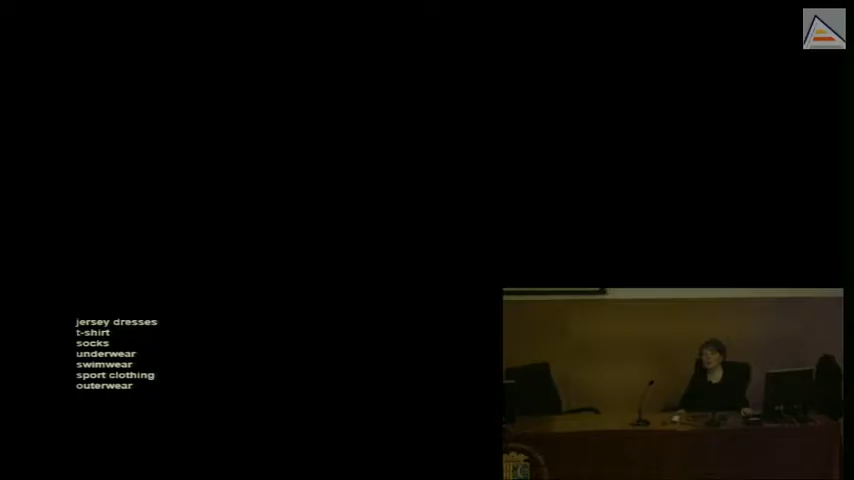 jersey dresses
t-shirt
socks
underwear
swimwear
sport clothing
outerwear